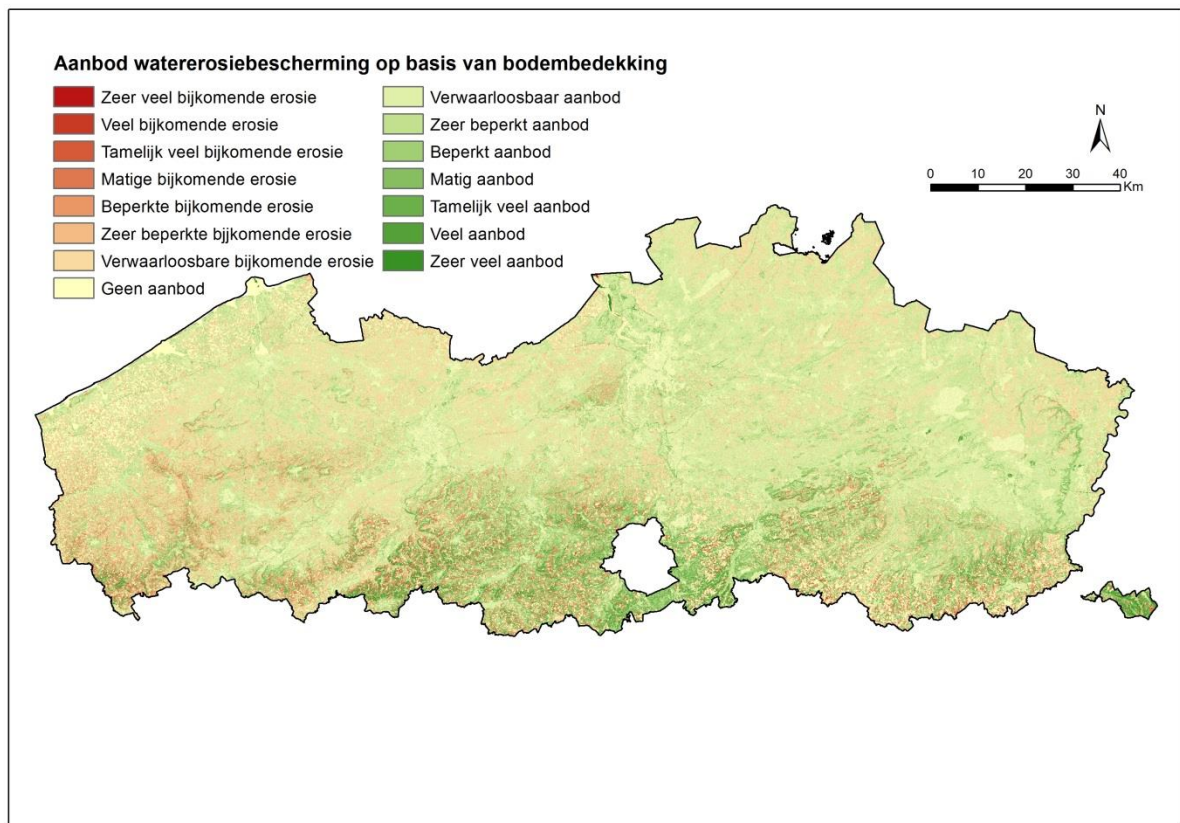 Aanbod watererosiebescherming op basis van bodembedekking
Zeer veel bijkomende erosie
Veel bijkomende erosie
Tamelijk veel bijkomende erosie
Matige bijkomende erosie
Beperkte bijkomende erosie
Zeer beperkte bjjkomende erosie
Verwaarloosbare bijkomende erosie
Geen aanbod
Verwaarloosbaar aanbod
Zeer beperkt aanbod
Beperkt aanbod
Matig aanbod
Tamelijk veel aanbod
Veel aanbod
Zeer veel aanbod
N
0 10 20 30 40
Km